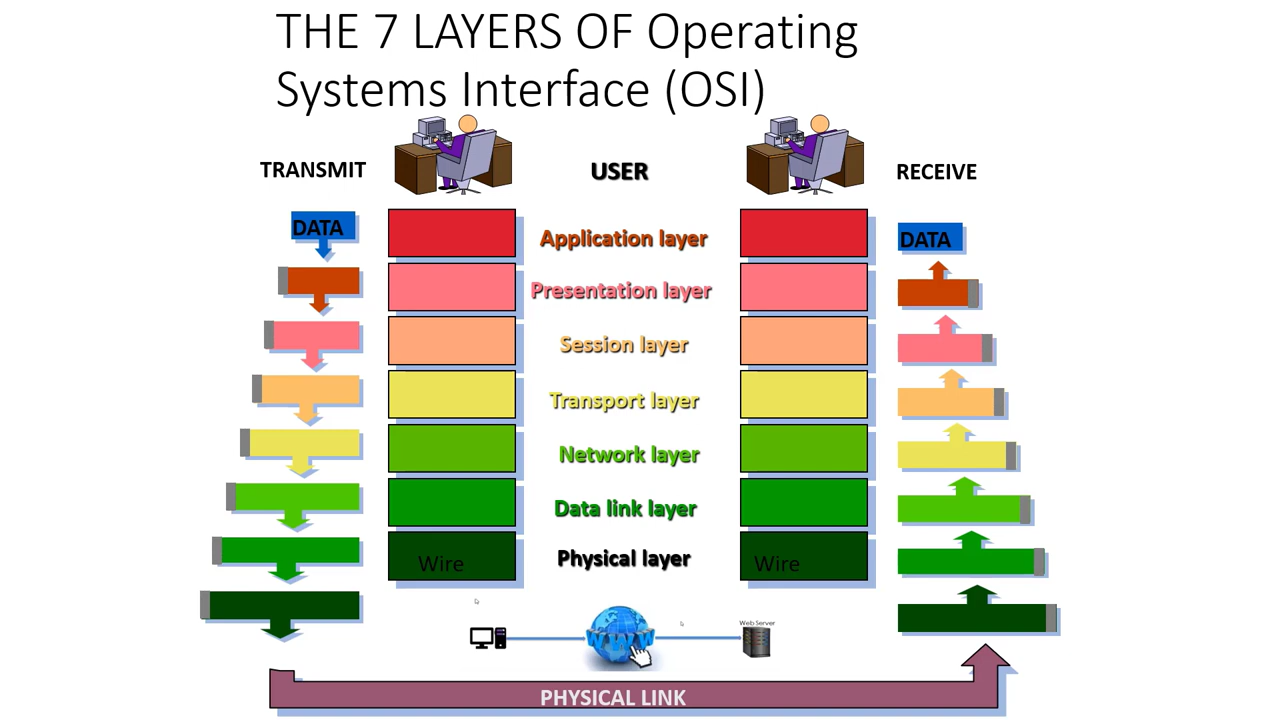 THE 7 LAYERS OF Operating
Systems Interface (OSI)
TRANSMIT
USER
RECEIVE
DATA
Application layer
DATA
Presentation layer
Session layer
Transport layer
Network layer
Data link layer
Wire
Physical layer
Wire
WWW
Web Server
PHYSICAL LINK